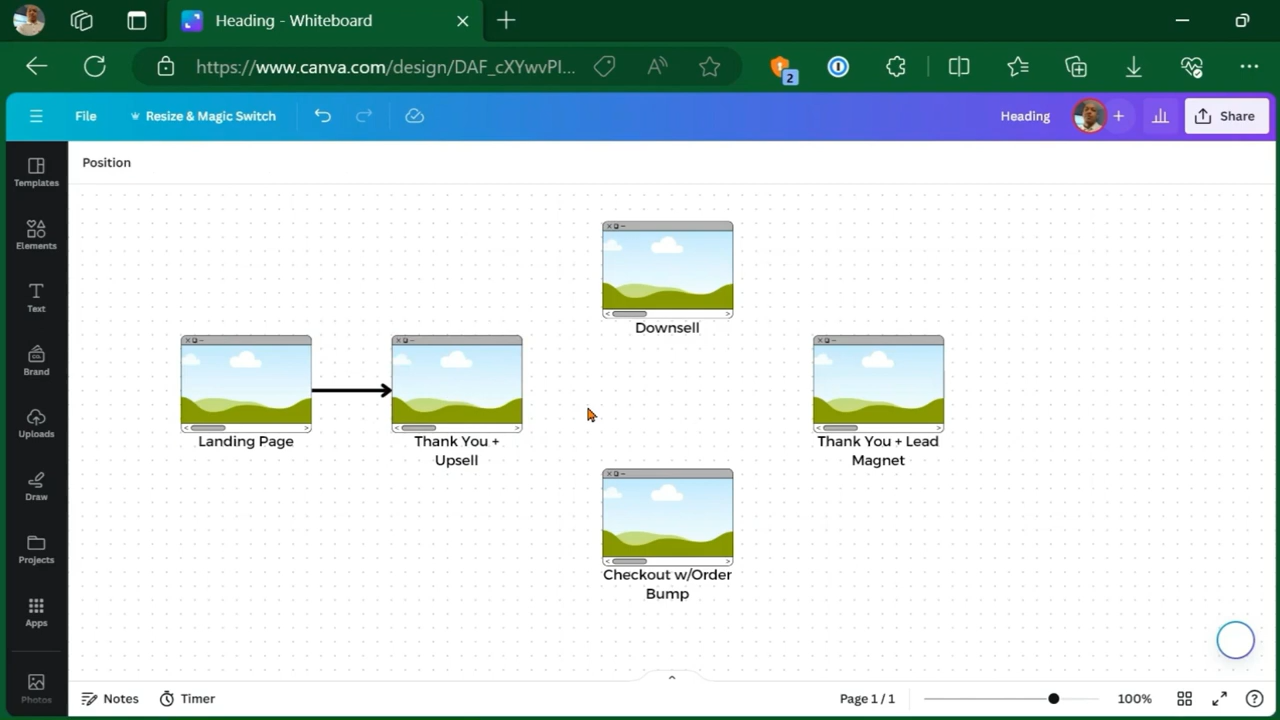 Heading - Whiteboard
https://www.canva.com/design/DAF_cXYwvPI...
2
File
Resize & Magic Switch
Heading
Share
Position
Templates
Elements
Text
Brand
Uploads
Draw
Projects
Apps
Photos
Downsell
Landing Page
Thank You +
Upsell
Thank You + Lead
Magnet
Checkout w/Order
Bump
Notes
Timer
Page 1 / 1
100%